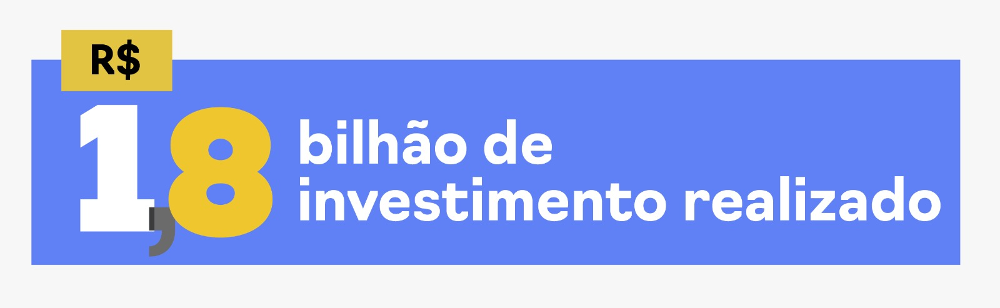 R$
1,8
bilhão de
investimento realizado